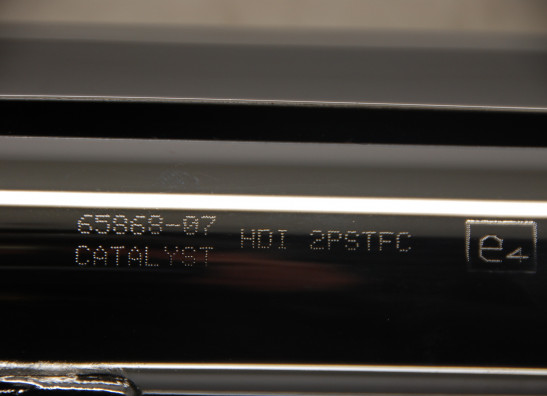 65868-07
CATALYST
HDI 2PSTFC
e4